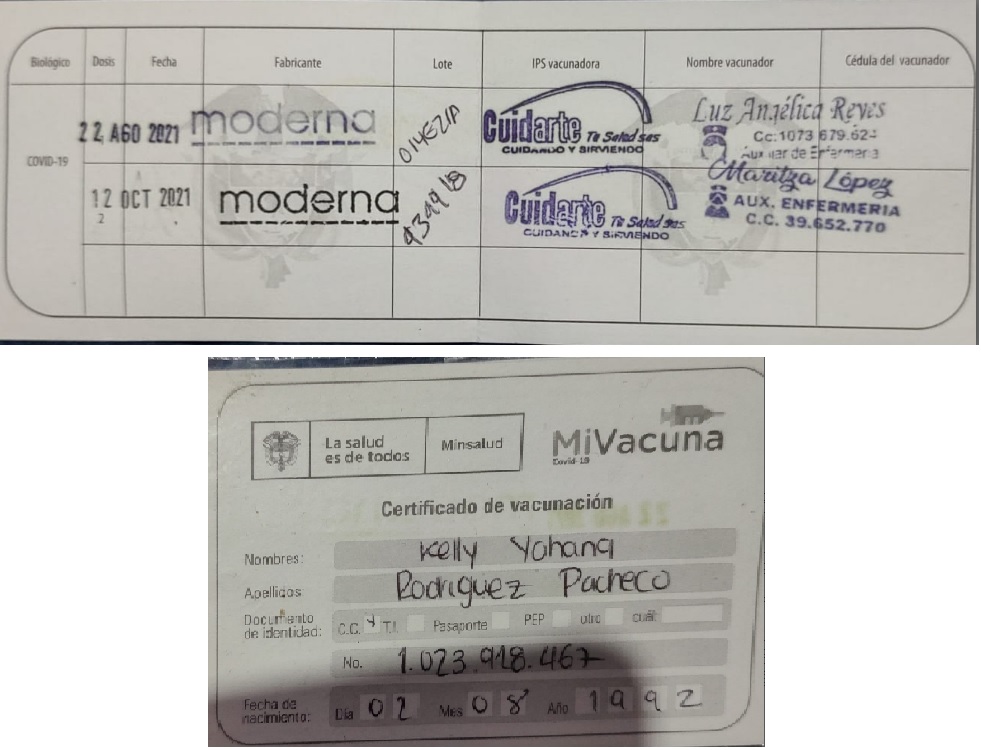 Biológico Dosis Fecha Fabricante Lote IPS vacunadora Nombre vacunador Cédula del vacunador
COVID-19
22 AGO 2021 moderna 014E21A Cuidarte Tu Salud sas
CUIDANDO Y SIRVIENDO
Luz Angélica Reyes
Cc: 1073 679.624
Auxiliar de Enfermería
2
12 OCT 2021 moderna Cuidarte Tu Salud sas
CUIDANDO Y SIRVIENDO
Maritza López
AUX. ENFERMERIA
C.C. 39.652.770
La salud
es de todos
Minsalud
MiVacuna
Covid-19
Certificado de vacunación
Nombres: Kelly Yohana
Apellidos Rodriguez Pacheco
Documento
de identidad: C.C. T.I. Pasaporte PEP otro cuál:
No. 1.023.918.467
Fecha de
nacimiento: Día 02 Mes 08 Año 1992